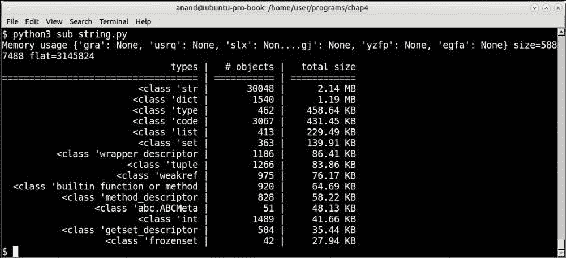 anand@ubuntu-pro-book: /home/user/programs/chap4
File Edit View Search Terminal Help
$ python3 sub_string.py
Memory usage {'gra': None, 'usrq': None, 'slx': Non....gj': None, 'yzfp': None, 'egfa': None} size=588
7488 flat=3145824
types | # objects | total size
============================ | =========== | =============
<class 'str | 30048 | 2.14 MB
<class 'dict | 1540 | 1.19 MB
<class 'type | 462 | 458.64 KB
<class 'code | 3067 | 431.45 KB
<class 'list | 413 | 229.49 KB
<class 'set | 363 | 139.91 KB
<class 'wrapper_descriptor | 1106 | 86.41 KB
<class 'tuple | 1266 | 83.86 KB
<class 'weakref | 975 | 76.17 KB
<class 'builtin_function_or_method | 920 | 64.69 KB
<class 'method_descriptor | 828 | 58.22 KB
<class 'abc.ABCMeta | 51 | 48.13 KB
<class 'int | 1489 | 41.66 KB
<class 'getset_descriptor | 504 | 35.44 KB
<class 'frozenset | 42 | 27.94 KB
$